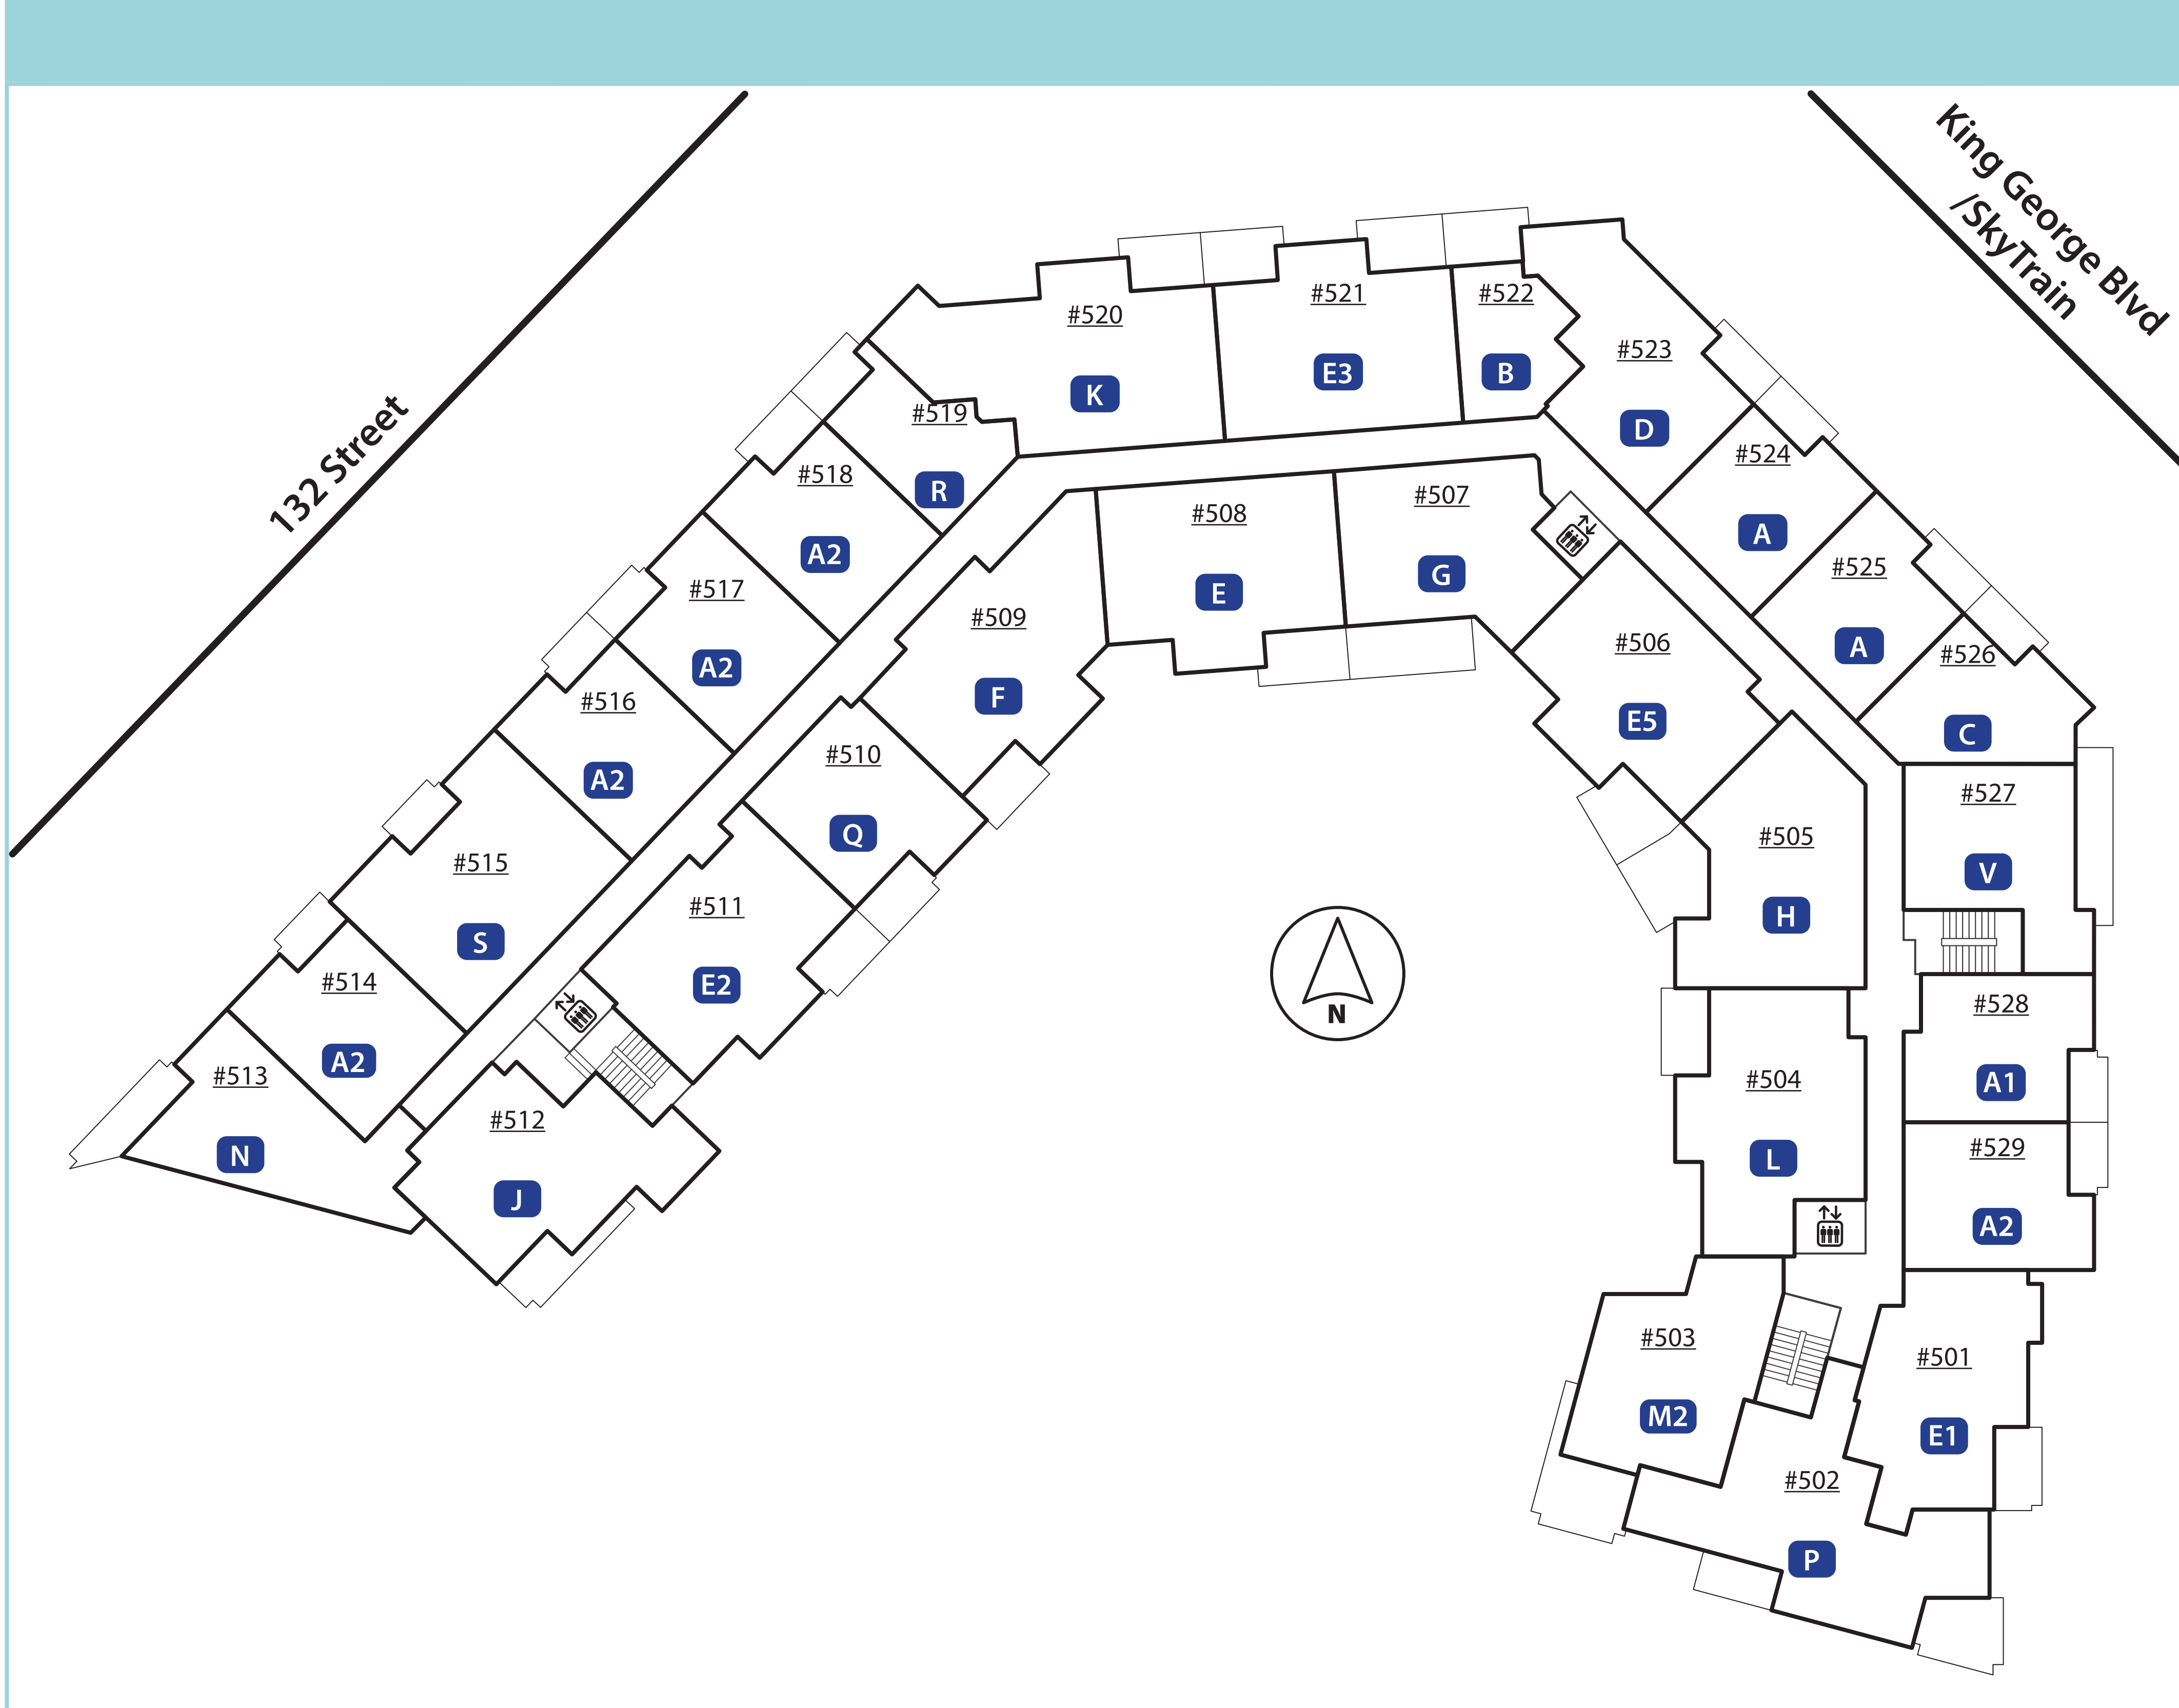 King George Blvd
/SkyTrain
132 Street
#520
K
#521
E3
#522
B
#523
D
#519
R
#524
A
#518
A2
#508
E
#507
G
#525
A
#517
A2
#509
F
#506
E5
#526
C
#516
A2
#510
Q
#527
V
#505
H
#515
S
#511
E2
#514
A2
#528
A1
#513
N
#504
L
#512
J
#529
A2
N
#503
M2
#501
E1
#502
P